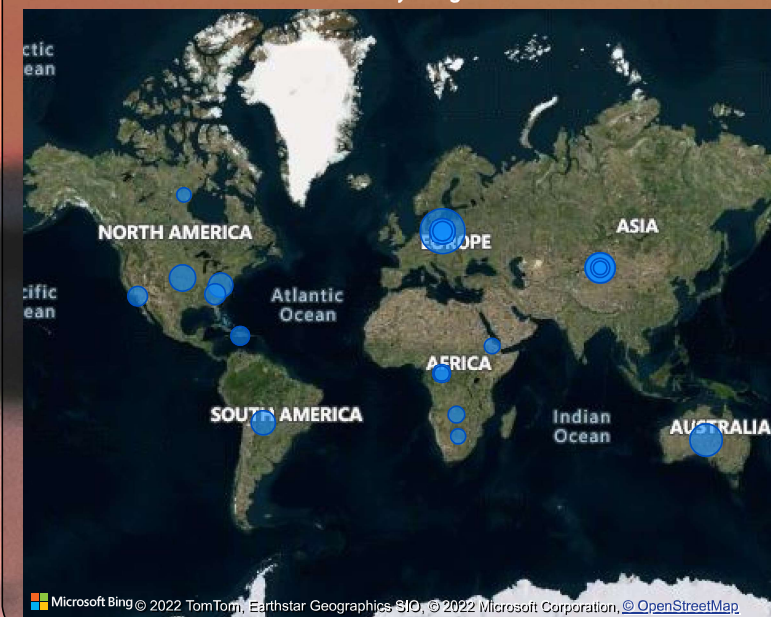 ctic
ean
NORTH AMERICA
EUROPE
ASIA
cific
ean
Atlantic
Ocean
AFRICA
SOUTH AMERICA
Indian
Ocean
AUSTRALIA
Microsoft Bing © 2022 TomTom, Earthstar Geographics SIO, © 2022 Microsoft Corporation, © OpenStreetMap